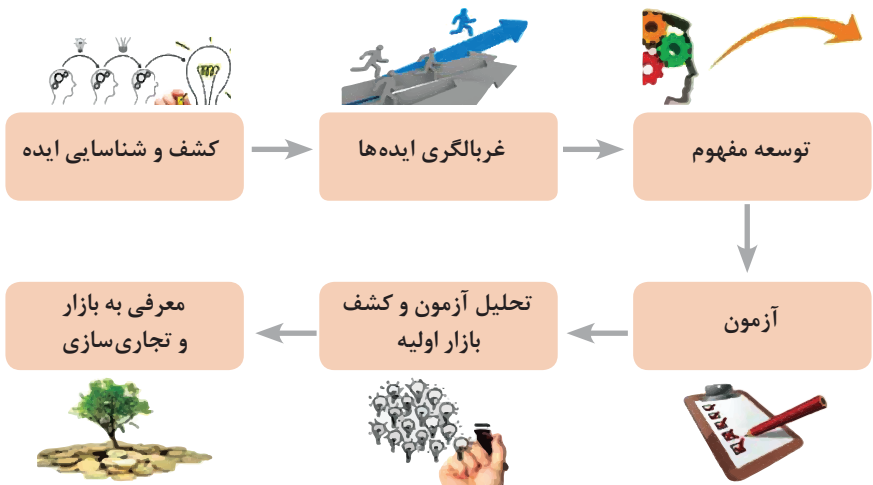 کشف و شناسایی ایده
غربالگری ایده‌ها
توسعه مفهوم
آزمون
تحلیل آزمون و کشف
بازار اولیه
معرفی به بازار
و تجاری‌سازی